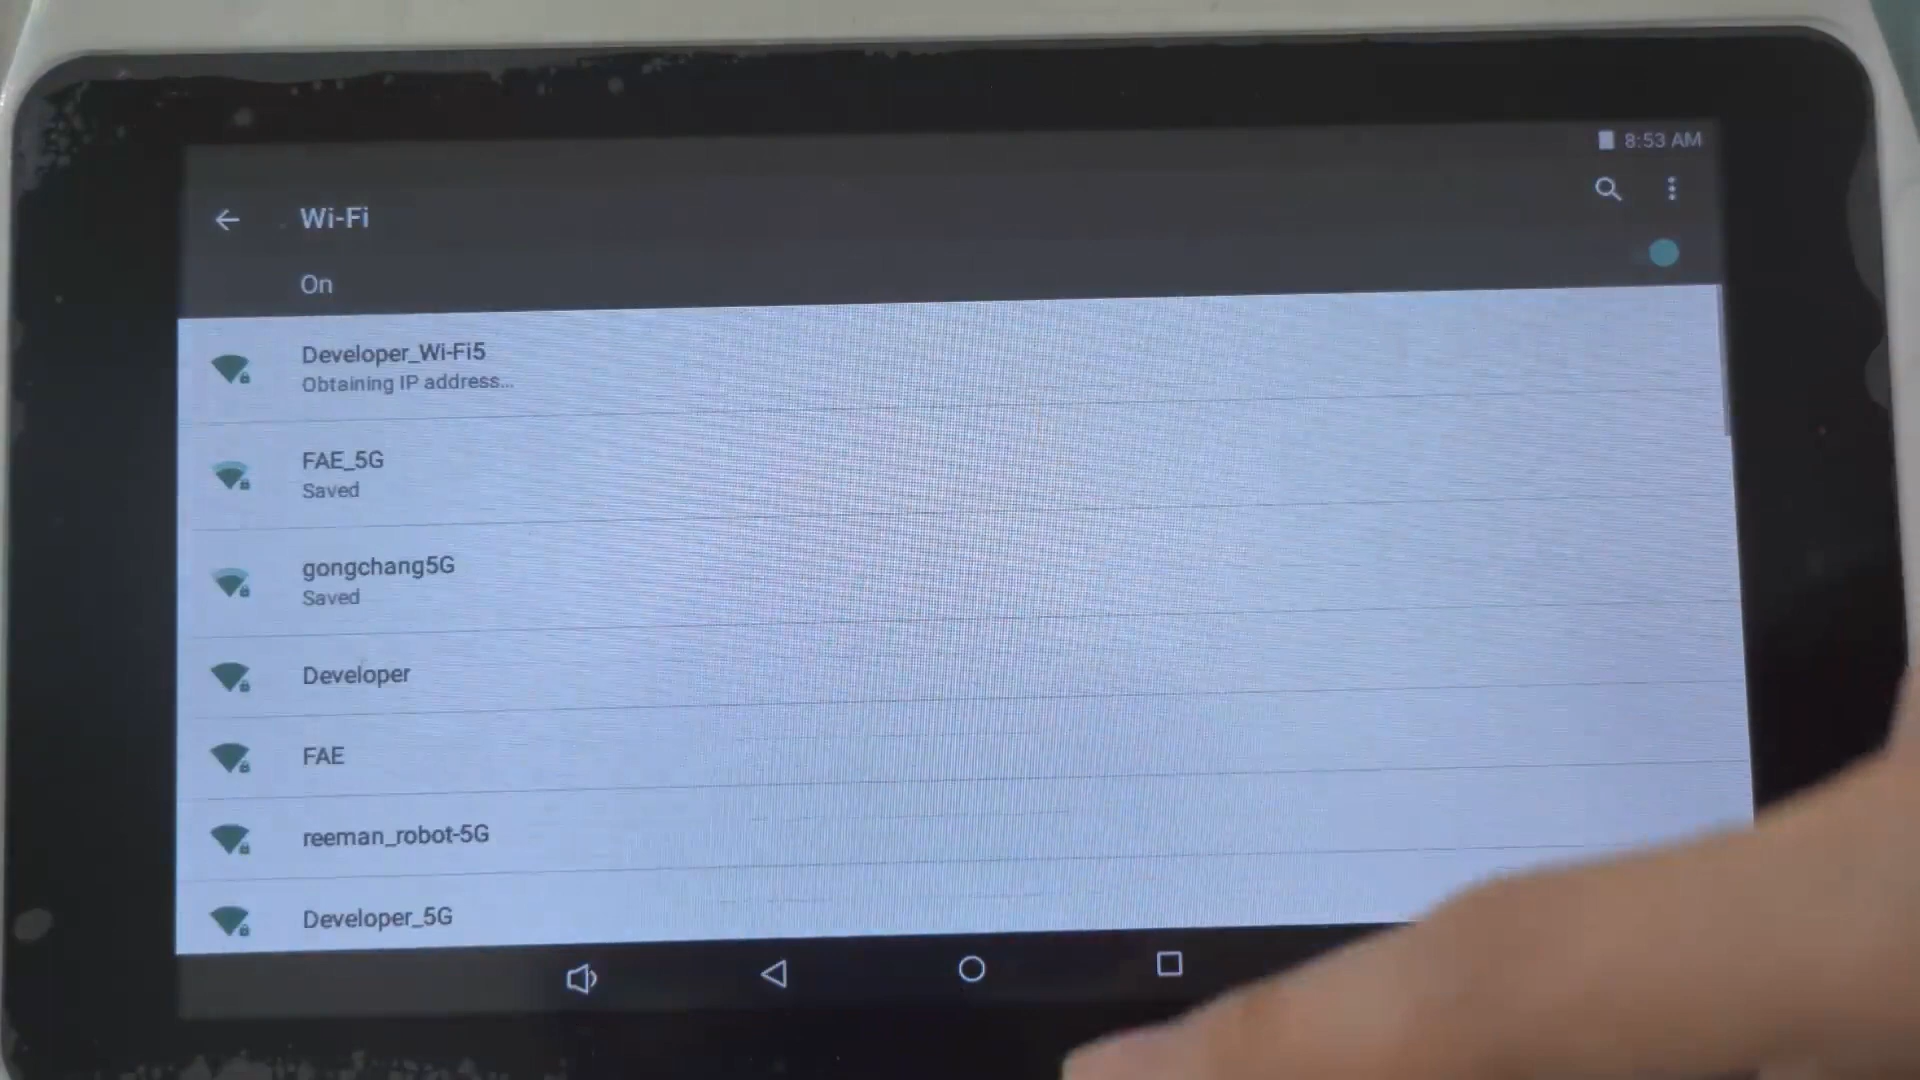 8:53 AM
Wi-Fi
On
Developer_Wi-Fi5
Obtaining IP address...
FAE_5G
Saved
gongchang5G
Saved
Developer
FAE
reeman_robot-5G
Developer_5G